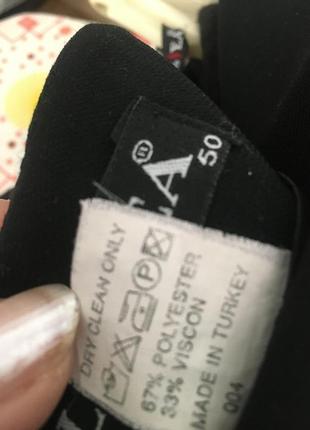 A®
50
DRY CLEAN ONLY
P
67% POLYESTER
33% VISCON
MADE IN TURKEY
004
L